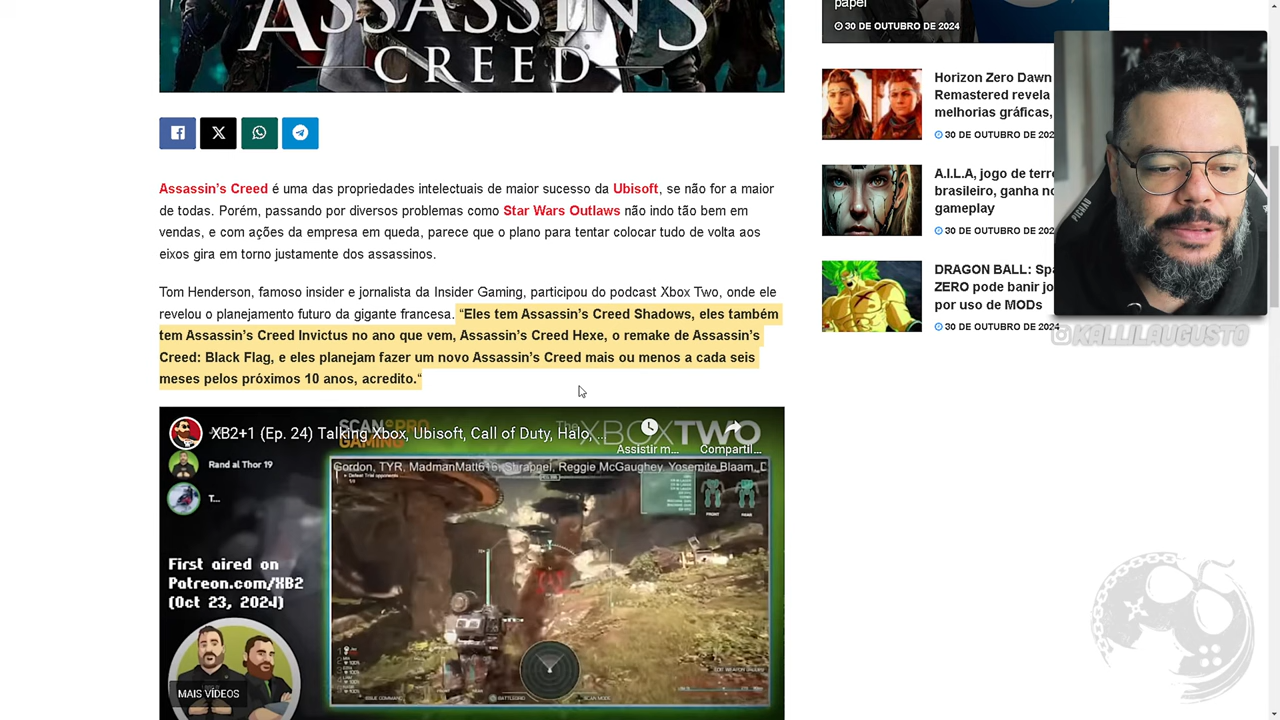 ASSASSIN'S
CREED
Assassin's Creed é uma das propriedades intelectuais de maior sucesso da Ubisoft, se não for a maior
de todas. Porém, passando por diversos problemas como Star Wars Outlaws não indo tão bem em
vendas, e com ações da empresa em queda, parece que o plano para tentar colocar tudo de volta aos
eixos gira em torno justamente dos assassinos.
Tom Henderson, famoso insider e jornalista da Insider Gaming, participou do podcast Xbox Two, onde ele
revelou o planejamento futuro da gigante francesa. “Eles tem Assassin's Creed Shadows, eles também
tem Assassin's Creed Invictus no ano que vem, Assassin's Creed Hexe, o remake de Assassin's
Creed: Black Flag, e eles planejam fazer um novo Assassin's Creed mais ou menos a cada seis
meses pelos próximos 10 anos, acredito.“
XB2+1 (Ep. 24) Talking Xbox, Ubisoft, Call of Duty, Halo, ...
GAMING
XBOXTWO
Assistir m...
Compartil...
Rand al Thor 19
T...
Gordon, TYR, MadmanMatt616, Shrapnel, Reggie McGaughey, Yosemite Blaam,
First aired on
Patreon.com/XB2
(Oct 23, 2024)
MAIS VÍDEOS
papel
30 DE OUTUBRO DE 2024
Horizon Zero Dawn
Remastered revela
melhorias gráficas,
30 DE OUTUBRO DE 202
A.I.L.A, jogo de terro
brasileiro, ganha no
gameplay
30 DE OUTUBRO DE 202
DRAGON BALL: Spa
ZERO pode banir jo
por uso de MODs
30 DE OUTUBRO DE 2024
PICHAU
KALLILAUGUSTO